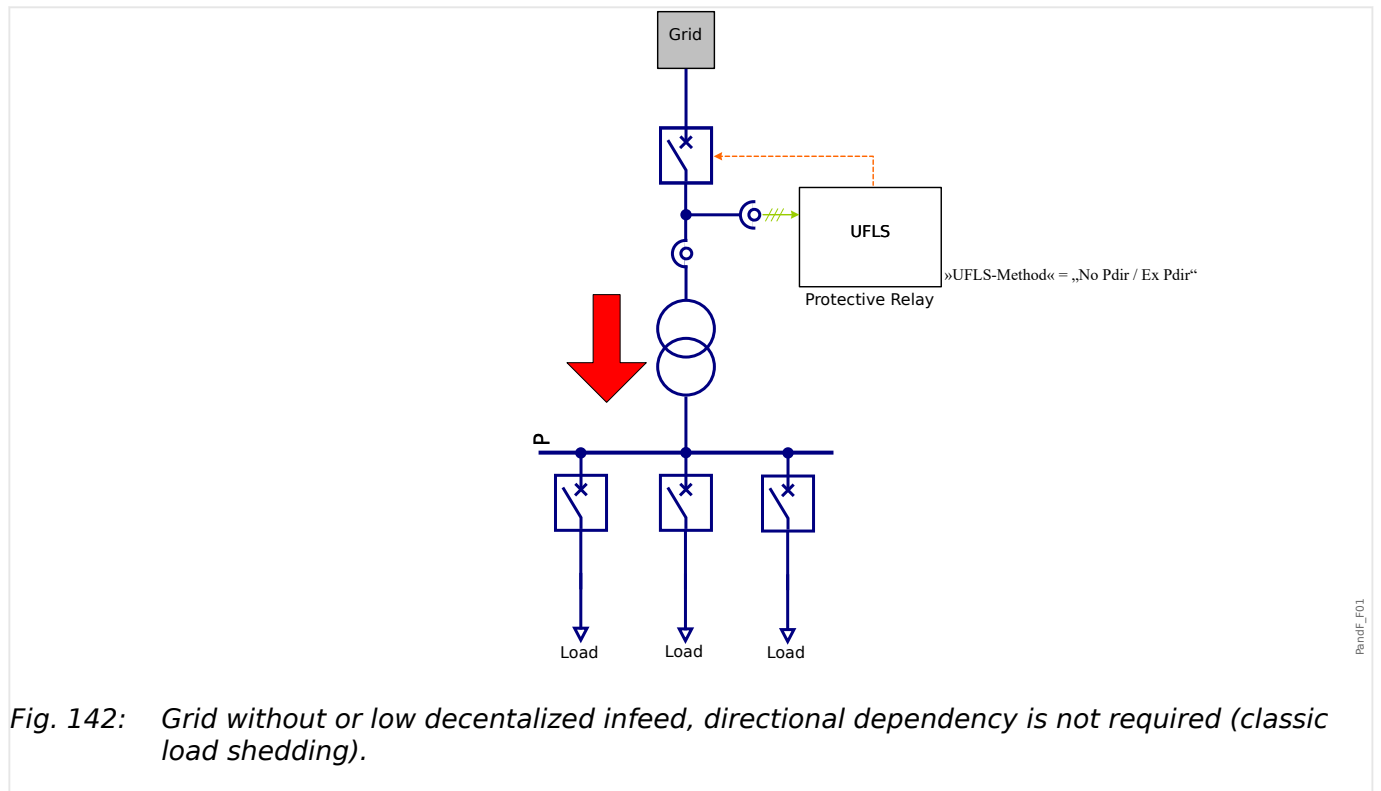 Grid
UFLS
»UFLS-Method« = „No Pdir / Ex Pdir“
Protective Relay
P
Load
Load
Load
PandF_F01
Fig. 142: Grid without or low decentalized infeed, directional dependency is not required (classic
load shedding).